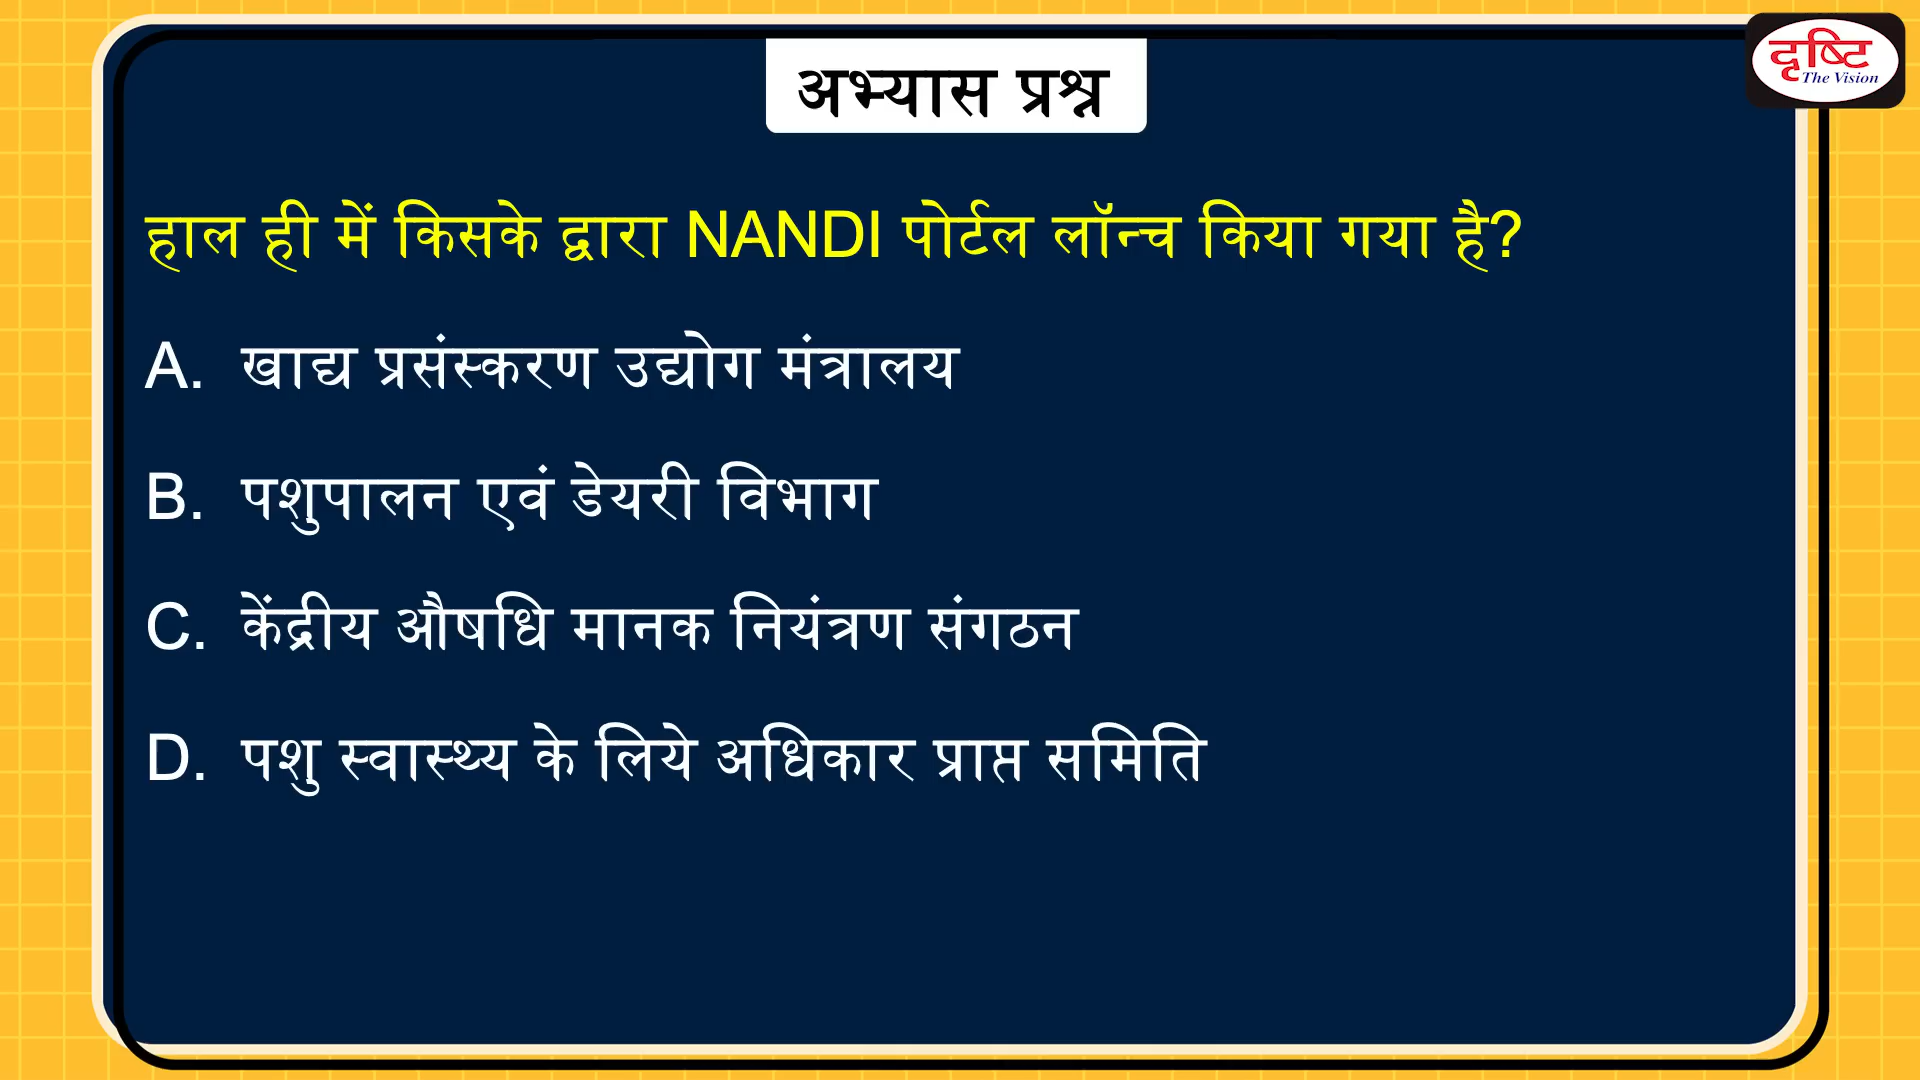 दृष्टि
The Vision
अभ्यास प्रश्न
हाल ही में किसके द्वारा NANDI पोर्टल लॉन्च किया गया है?
A. खाद्य प्रसंस्करण उद्योग मंत्रालय
B. पशुपालन एवं डेयरी विभाग
C. केंद्रीय औषधि मानक नियंत्रण संगठन
D. पशु स्वास्थ्य के लिये अधिकार प्राप्त समिति